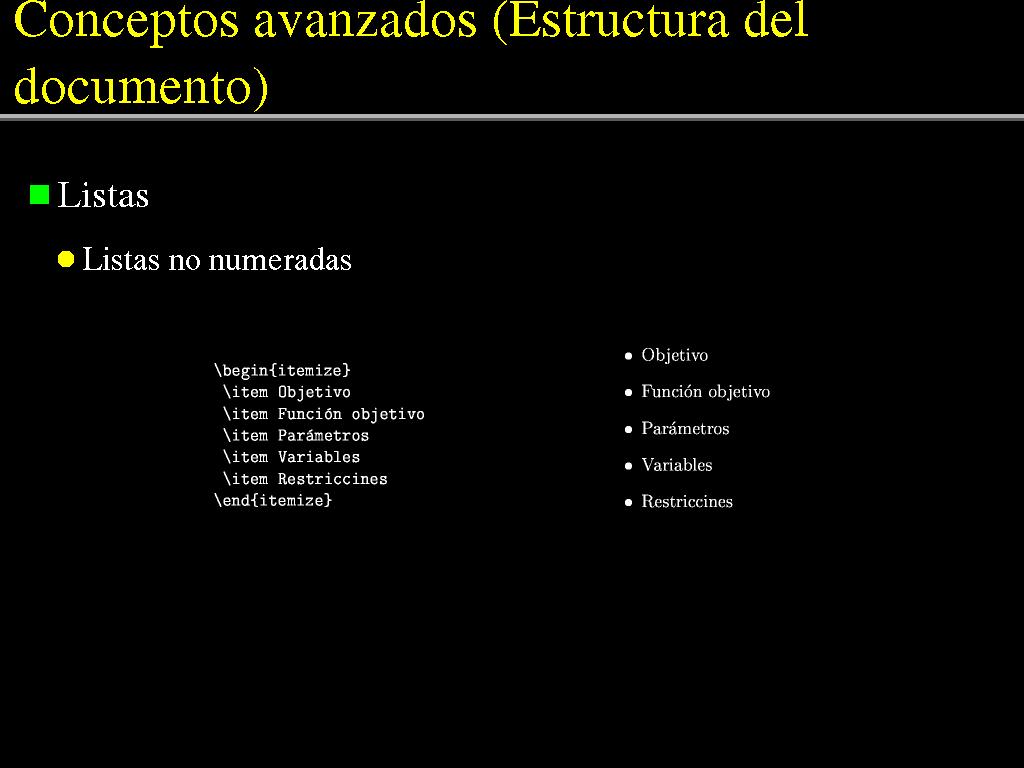 Conceptos avanzados (Estructura del
documento)
Listas
Listas no numeradas
\begin{itemize}
\item Objetivo
\item Función objetivo
\item Parámetros
\item Variables
\item Restriccines
\end{itemize}
• Objetivo
• Función objetivo
• Parámetros
• Variables
• Restriccines